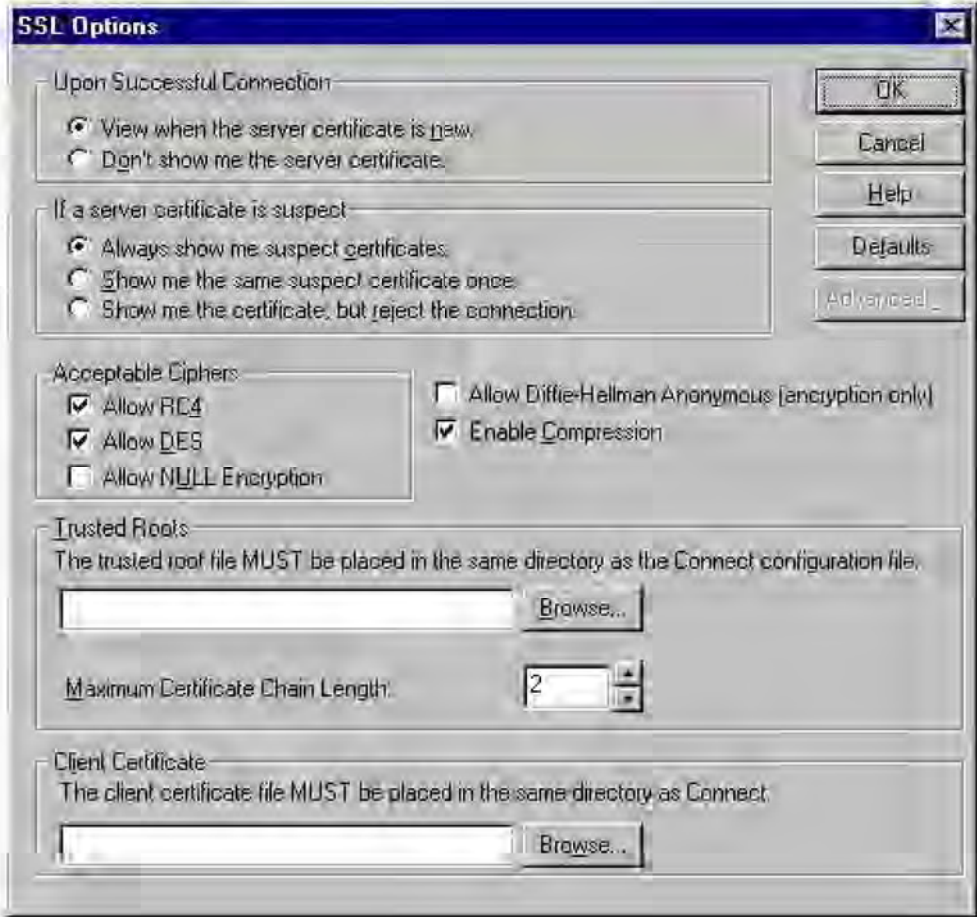 SSL Options
Upon Successful Connection
View when the server certificate is new.
Don't show me the server certificate.
If a server certificate is suspect
Always show me suspect certificates.
Show me the same suspect certificate once.
Show me the certificate, but reject the connection.
OK
Cancel
Help
Defaults
Advanced...
Acceptable Ciphers
Allow RC4
Allow DES
Allow NULL Encryption
Allow Diffie-Hallman Anonymous (encryption only)
Enable Compression
Trusted Roots
The trusted root file MUST be placed in the same directory as the Connect configuration file.
Browse...
Maximum Certificate Chain Length:
2
Client Certificate
The client certificate file MUST be placed in the same directory as Connect.
Browse...